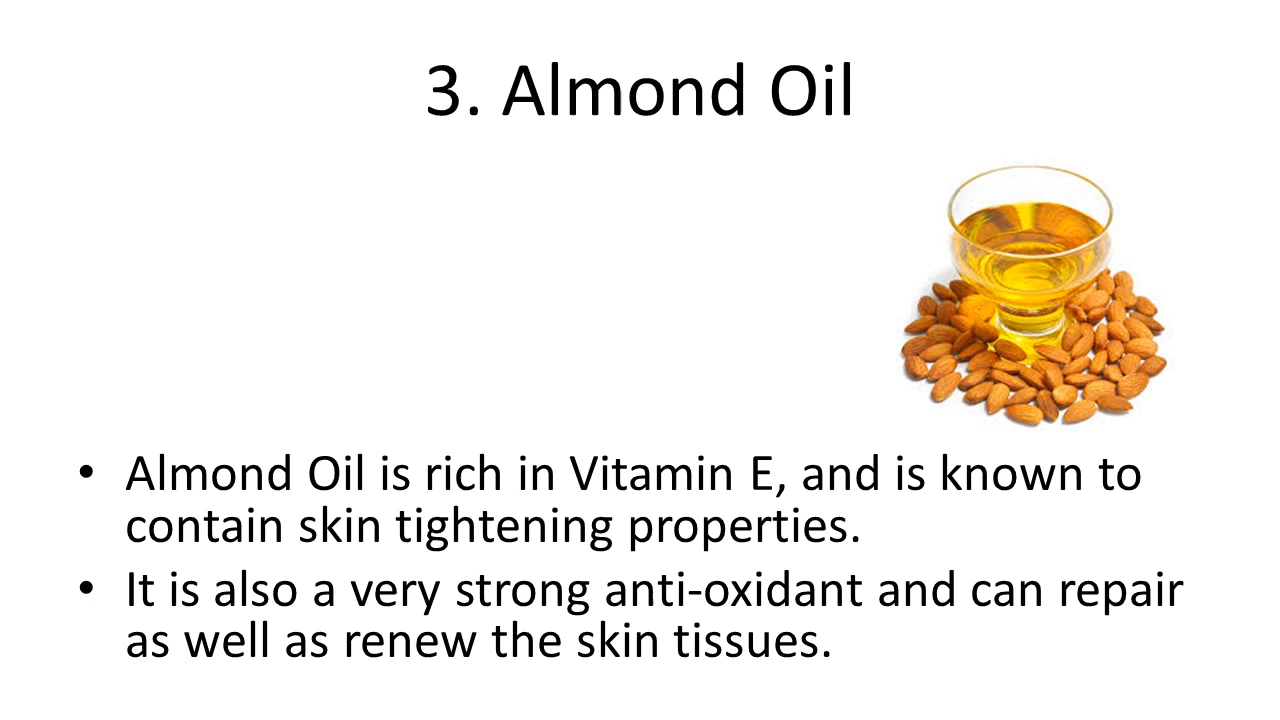 3. Almond Oil
• Almond Oil is rich in Vitamin E, and is known to
contain skin tightening properties.
• It is also a very strong anti-oxidant and can repair
as well as renew the skin tissues.